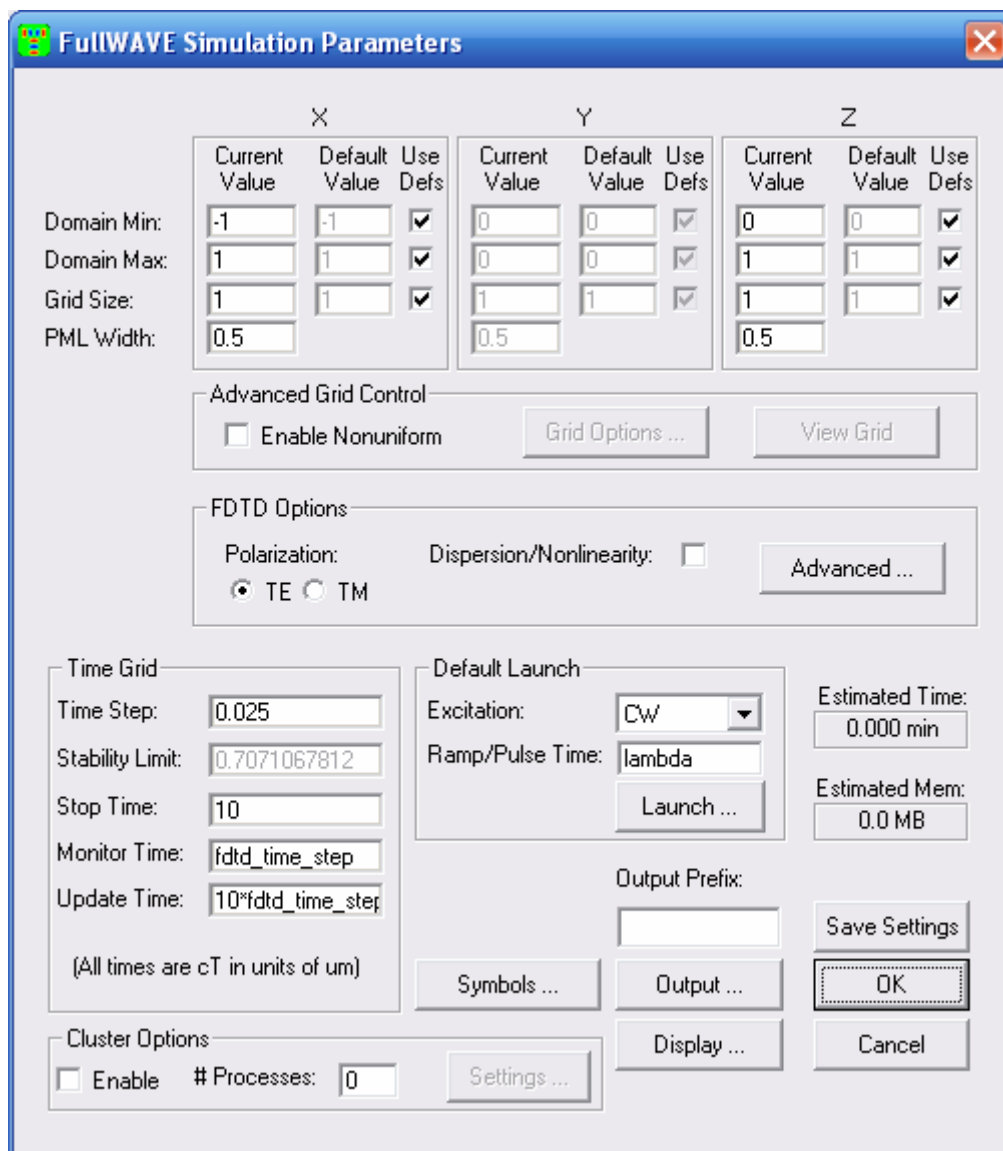 FullWAVE Simulation Parameters
X Y Z
Current Default Use Current Default Use Current Default Use
Value Value Defs Value Value Defs Value Value Defs
Domain Min: -1 -1 0 0 0 0
Domain Max: 1 1 0 0 1 1
Grid Size: 1 1 1 1 1 1
PML Width: 0.5 0.5 0.5
Advanced Grid Control
Enable Nonuniform Grid Options ... View Grid
FDTD Options
Polarization: Dispersion/Nonlinearity: Advanced ...
TE TM
Time Grid
Time Step: 0.025
Stability Limit: 0.7071067812
Stop Time: 10
Monitor Time: fdtd_time_step
Update Time: 10*fdtd_time_step
(All times are cT in units of um)
Default Launch
Excitation: CW
Ramp/Pulse Time: lambda
Launch ...
Estimated Time:
0.000 min
Estimated Mem:
0.0 MB
Output Prefix:
Save Settings
Symbols ... Output ... OK
Display ... Cancel
Cluster Options
Enable # Processes: 0 Settings ...